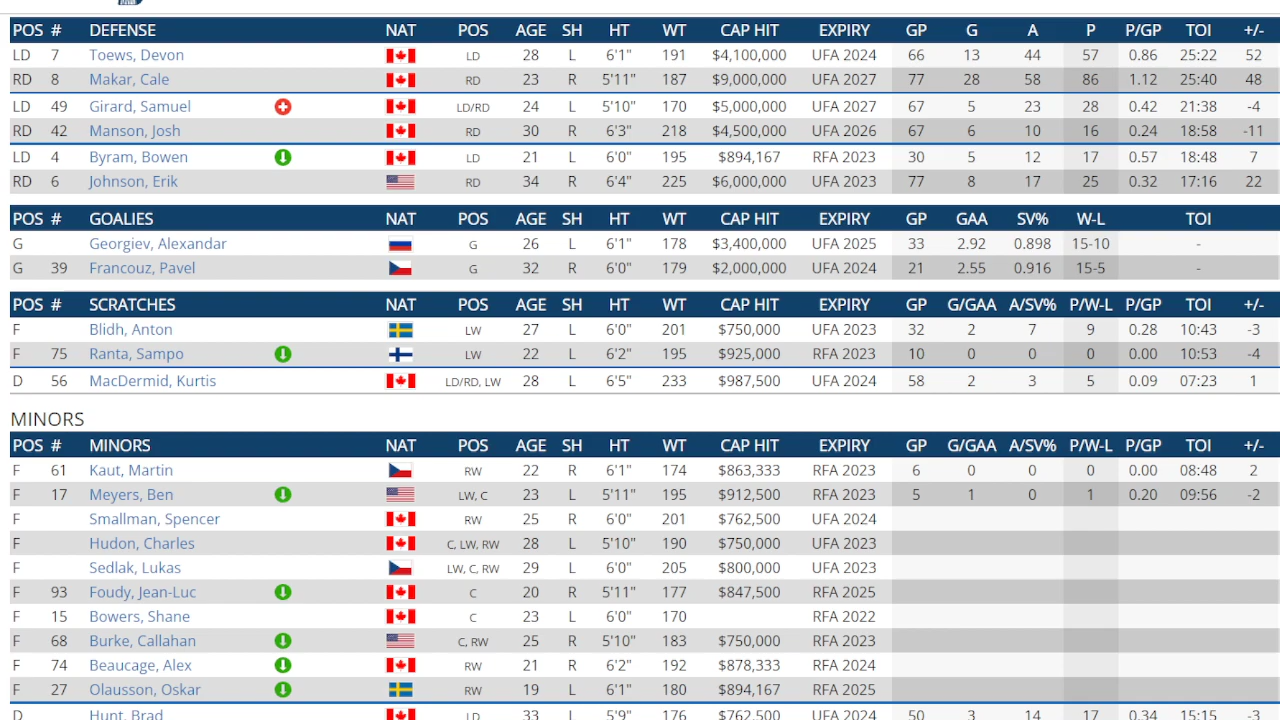 POS # DEFENSE NAT POS AGE SH HT WT CAP HIT EXPIRY GP G A P P/GP TOI +/-
LD 7 Toews, Devon LD 28 L 6'1" 191 $4,100,000 UFA 2024 66 13 44 57 0.86 25:22 52
RD 8 Makar, Cale RD 23 R 5'11" 187 $9,000,000 UFA 2027 77 28 58 86 1.12 25:40 48
LD 49 Girard, Samuel LD/RD 24 L 5'10" 170 $5,000,000 UFA 2027 67 5 23 28 0.42 21:38 -4
RD 42 Manson, Josh RD 30 R 6'3" 218 $4,500,000 UFA 2026 67 6 10 16 0.24 18:58 -11
LD 4 Byram, Bowen LD 21 L 6'0" 195 $894,167 RFA 2023 30 5 12 17 0.57 18:48 7
RD 6 Johnson, Erik RD 34 R 6'4" 225 $6,000,000 UFA 2023 77 8 17 25 0.32 17:16 22
POS # GOALIES NAT POS AGE SH HT WT CAP HIT EXPIRY GP GAA SV% W-L TOI
G Georgiev, Alexandar G 26 L 6'1" 178 $3,400,000 UFA 2025 33 2.92 0.898 15-10 -
G 39 Francouz, Pavel G 32 R 6'0" 179 $2,000,000 UFA 2024 21 2.55 0.916 15-5 -
POS # SCRATCHES NAT POS AGE SH HT WT CAP HIT EXPIRY GP G/GAA A/SV% P/W-L P/GP TOI +/-
F Blidh, Anton LW 27 L 6'0" 201 $750,000 UFA 2023 32 2 7 9 0.28 10:43 -3
F 75 Ranta, Sampo LW 22 L 6'2" 195 $925,000 RFA 2023 10 0 0 0 0.00 10:53 -4
D 56 MacDermid, Kurtis LD/RD, LW 28 L 6'5" 233 $987,500 UFA 2024 58 2 3 5 0.09 07:23 1
MINORS
POS # MINORS NAT POS AGE SH HT WT CAP HIT EXPIRY GP G/GAA A/SV% P/W-L P/GP TOI +/-
F 61 Kaut, Martin RW 22 R 6'1" 174 $863,333 RFA 2023 6 0 0 0 0.00 08:48 2
F 17 Meyers, Ben LW, C 23 L 5'11" 195 $912,500 RFA 2023 5 1 0 1 0.20 09:56 -2
F Smallman, Spencer RW 25 R 6'0" 201 $762,500 UFA 2024
F Hudon, Charles C, LW, RW 28 L 5'10" 190 $750,000 UFA 2023
F Sedlak, Lukas LW, C, RW 29 L 6'0" 205 $800,000 UFA 2023
F 93 Foudy, Jean-Luc C 20 R 5'11" 177 $847,500 RFA 2025
F 15 Bowers, Shane C 23 L 6'0" 170 RFA 2022
F 68 Burke, Callahan C, RW 25 R 5'10" 183 $750,000 RFA 2023
F 74 Beaucage, Alex RW 21 R 6'2" 192 $878,333 RFA 2024
F 27 Olausson, Oskar RW 19 L 6'1" 180 $894,167 RFA 2025
D Hunt, Brad LD 33 L 5'9" 176 $762,500 UFA 2024 50 3 14 17 0.34 15:15 -3